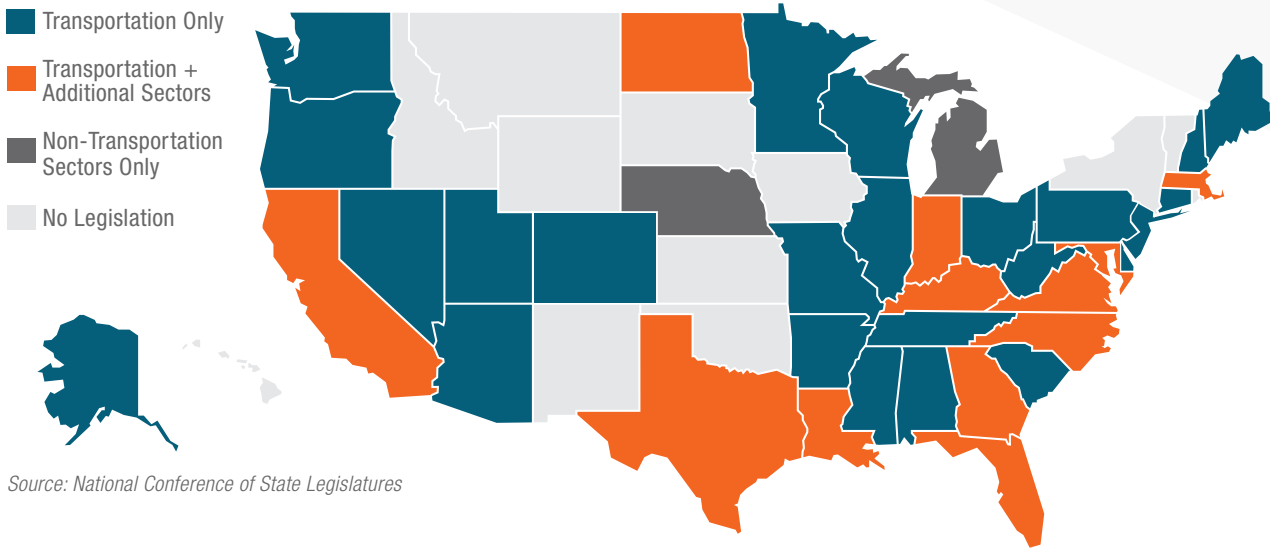 Transportation Only
Transportation +
Additional Sectors
Non-Transportation
Sectors Only
No Legislation
Source: National Conference of State Legislatures